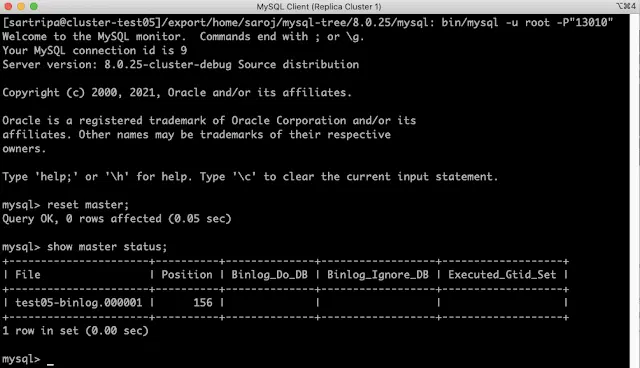 MySQL Client (Replica Cluster 1)
⌥⌘4
[sartripa@cluster-test05]/export/home/saroj/mysql-tree/8.0.25/mysql: bin/mysql -u root -P"13010"
Welcome to the MySQL monitor.  Commands end with ; or \g.
Your MySQL connection id is 9
Server version: 8.0.25-cluster-debug Source distribution
Copyright (c) 2000, 2021, Oracle and/or its affiliates.
Oracle is a registered trademark of Oracle Corporation and/or its
affiliates. Other names may be trademarks of their respective
owners.
Type 'help;' or '\h' for help. Type '\c' to clear the current input statement.
mysql> reset master;
Query OK, 0 rows affected (0.05 sec)
mysql> show master status;
+-----------------------+----------+--------------+------------------+-------------------+
| File                  | Position | Binlog_Do_DB | Binlog_Ignore_DB | Executed_Gtid_Set |
+-----------------------+----------+--------------+------------------+-------------------+
| test05-binlog.000001 |      156 |              |                  |                   |
+-----------------------+----------+--------------+------------------+-------------------+
1 row in set (0.00 sec)
mysql> _